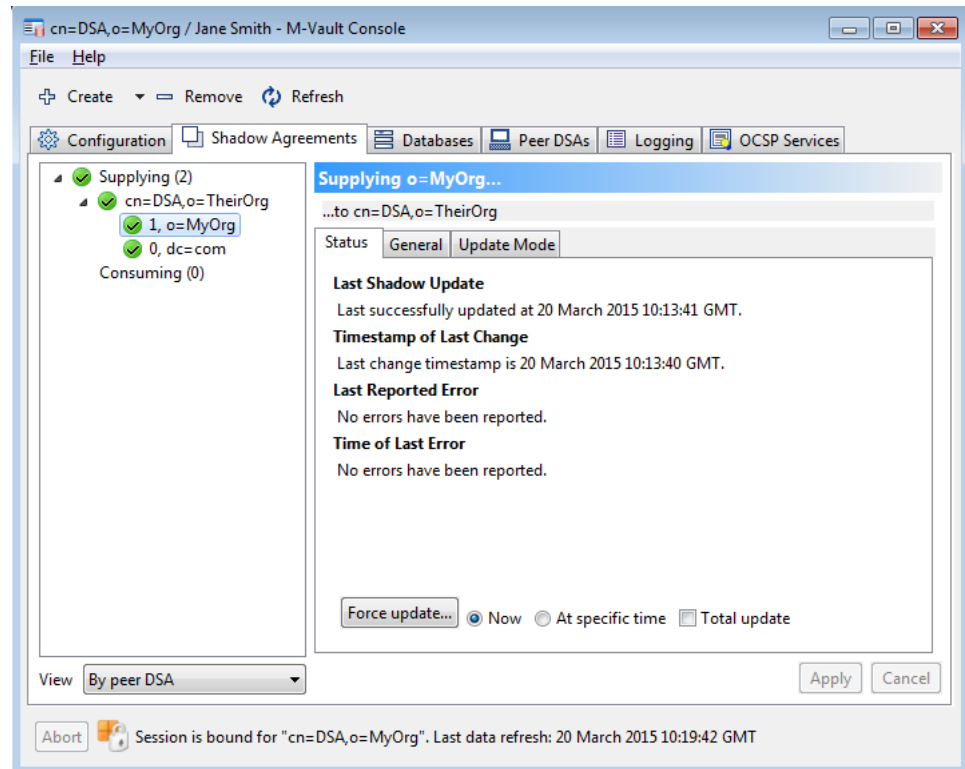 cn=DSA,o=MyOrg / Jane Smith - M-Vault Console
File Help
Create Remove Refresh
Configuration Shadow Agreements Databases Peer DSAs Logging OCSP Services
Supplying (2)
cn=DSA,o=TheirOrg
1, o=MyOrg
0, dc=com
Consuming (0)
Supplying o=MyOrg...
...to cn=DSA,o=TheirOrg
Status General Update Mode
Last Shadow Update
Last successfully updated at 20 March 2015 10:13:41 GMT.
Timestamp of Last Change
Last change timestamp is 20 March 2015 10:13:40 GMT.
Last Reported Error
No errors have been reported.
Time of Last Error
No errors have been reported.
Force update... Now At specific time Total update
View By peer DSA
Apply Cancel
Abort Session is bound for "cn=DSA,o=MyOrg". Last data refresh: 20 March 2015 10:19:42 GMT